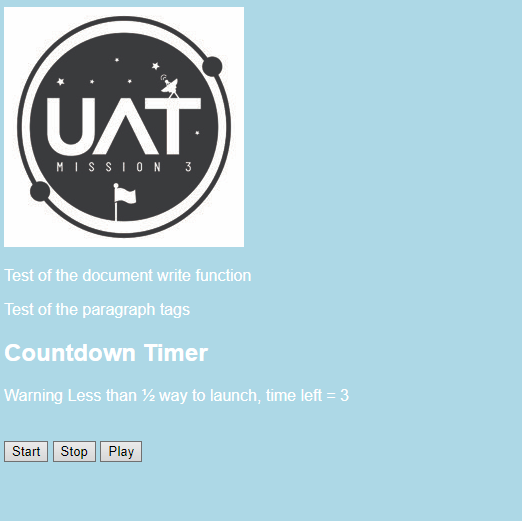 UAT
MISSION 3
Test of the document write function
Test of the paragraph tags
Countdown Timer
Warning Less than ½ way to launch, time left = 3
Start Stop Play